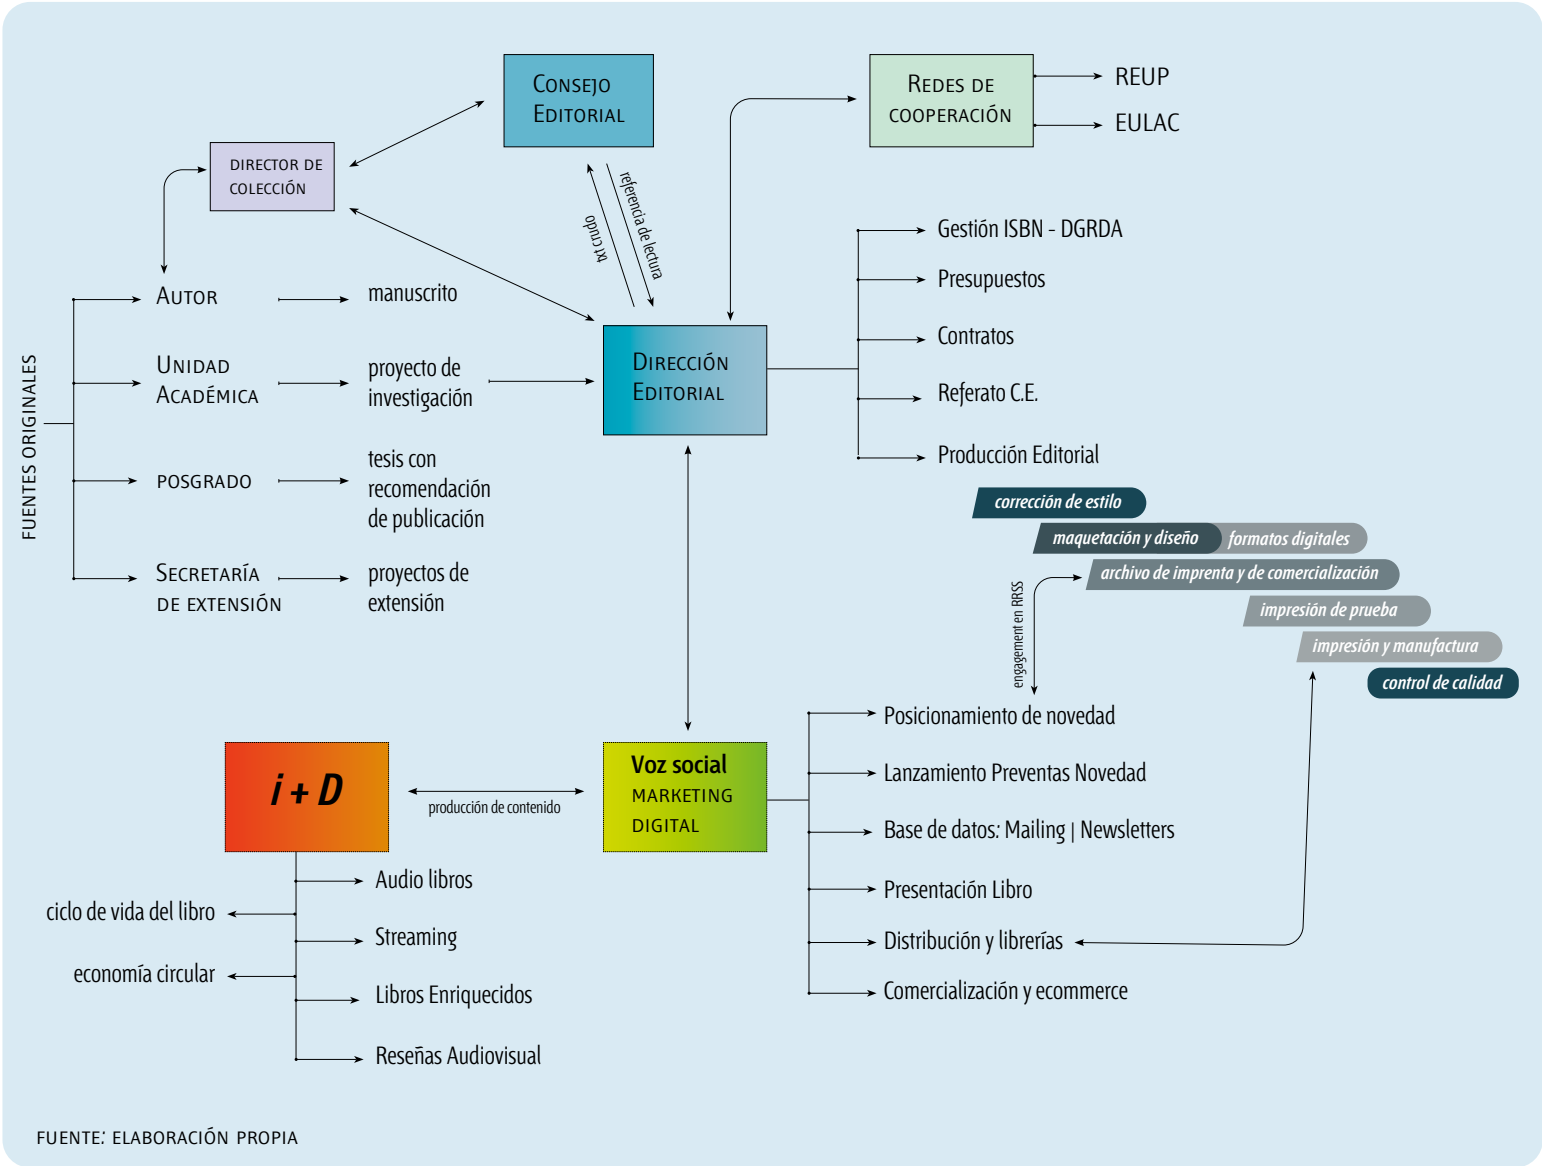 CONSEJO
EDITORIAL
REDES DE
COOPERACIÓN
REUP
EULAC
DIRECTOR DE
COLECCIÓN
txt crudo
referencia de lectura
FUENTES ORIGINALES
AUTOR
manuscrito
UNIDAD
ACADÉMICA
proyecto de
investigación
POSGRADO
tesis con
recomendación
de publicación
SECRETARÍA
DE EXTENSIÓN
proyectos de
extensión
DIRECCIÓN
EDITORIAL
Gestión ISBN - DGRDA
Presupuestos
Contratos
Referato C.E.
Producción Editorial
corrección de estilo
maquetación y diseño formatos digitales
archivo de imprenta y de comercialización
impresión de prueba
impresión y manufactura
control de calidad
engagement en RRSS
i + D
producción de contenido
Voz social
MARKETING
DIGITAL
Posicionamiento de novedad
Lanzamiento Preventas Novedad
Base de datos: Mailing | Newsletters
Presentación Libro
Distribución y librerías
Comercialización y ecommerce
Audio libros
ciclo de vida del libro
Streaming
economía circular
Libros Enriquecidos
Reseñas Audiovisual
FUENTE: ELABORACIÓN PROPIA